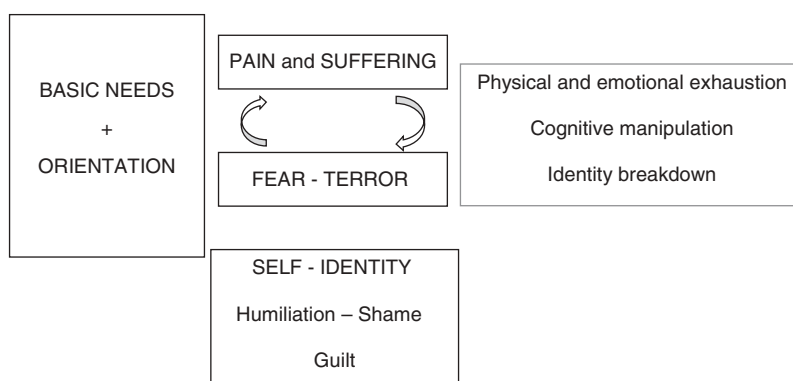 BASIC NEEDS
+
ORIENTATION
PAIN and SUFFERING
FEAR - TERROR
Physical and emotional exhaustion
Cognitive manipulation
Identity breakdown
SELF - IDENTITY
Humiliation – Shame
Guilt